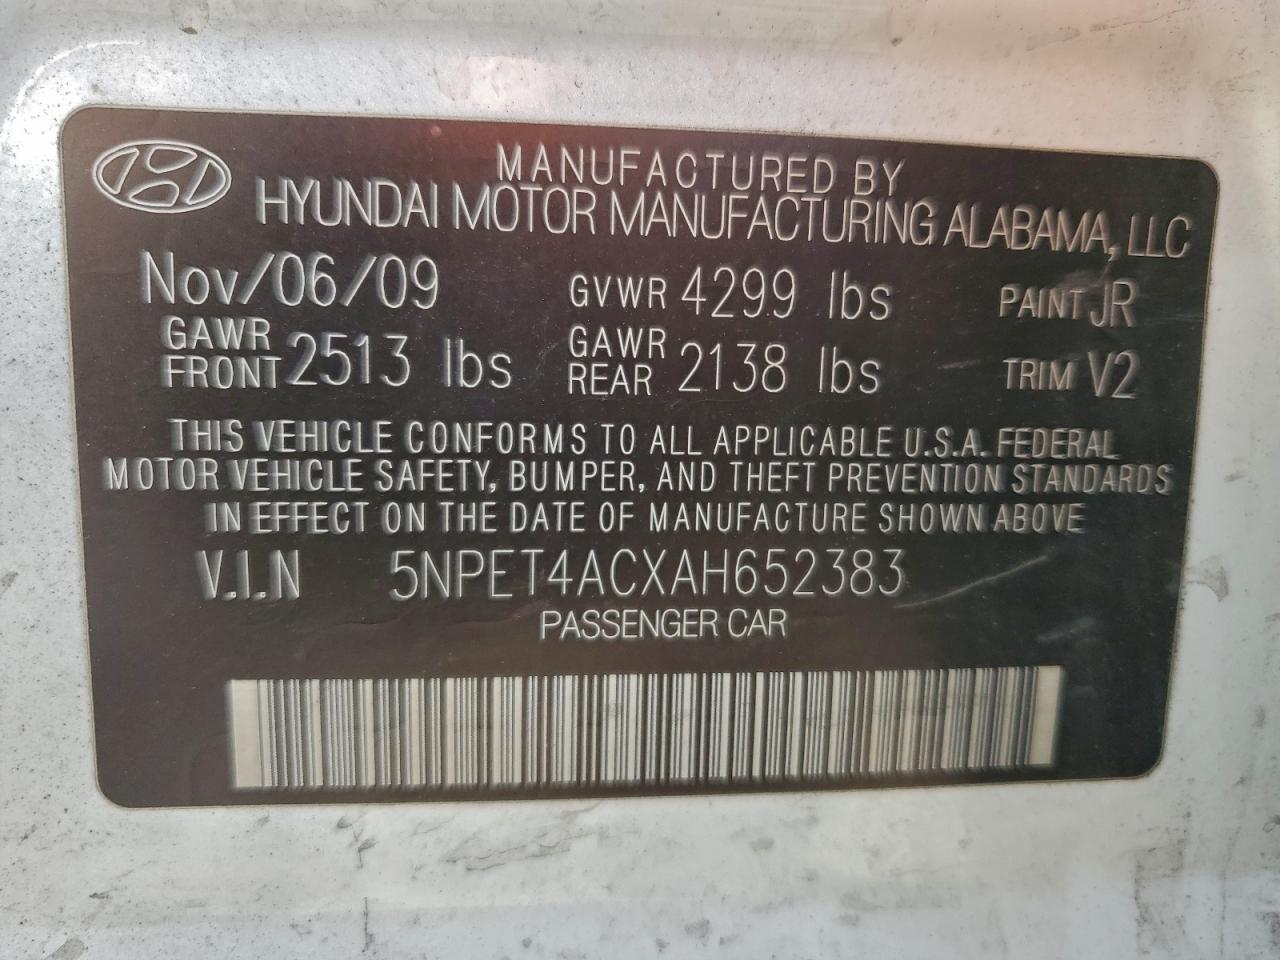 MANUFACTURED BY
HYUNDAI MOTOR MANUFACTURING ALABAMA, LLC
Nov/06/09 GVWR 4299 lbs PAINT JR
GAWR FRONT 2513 lbs GAWR REAR 2138 lbs TRIM V2
THIS VEHICLE CONFORMS TO ALL APPLICABLE U.S.A. FEDERAL
MOTOR VEHICLE SAFETY, BUMPER, AND THEFT PREVENTION STANDARDS
IN EFFECT ON THE DATE OF MANUFACTURE SHOWN ABOVE
V.I.N 5NPET4ACXAH652383
PASSENGER CAR